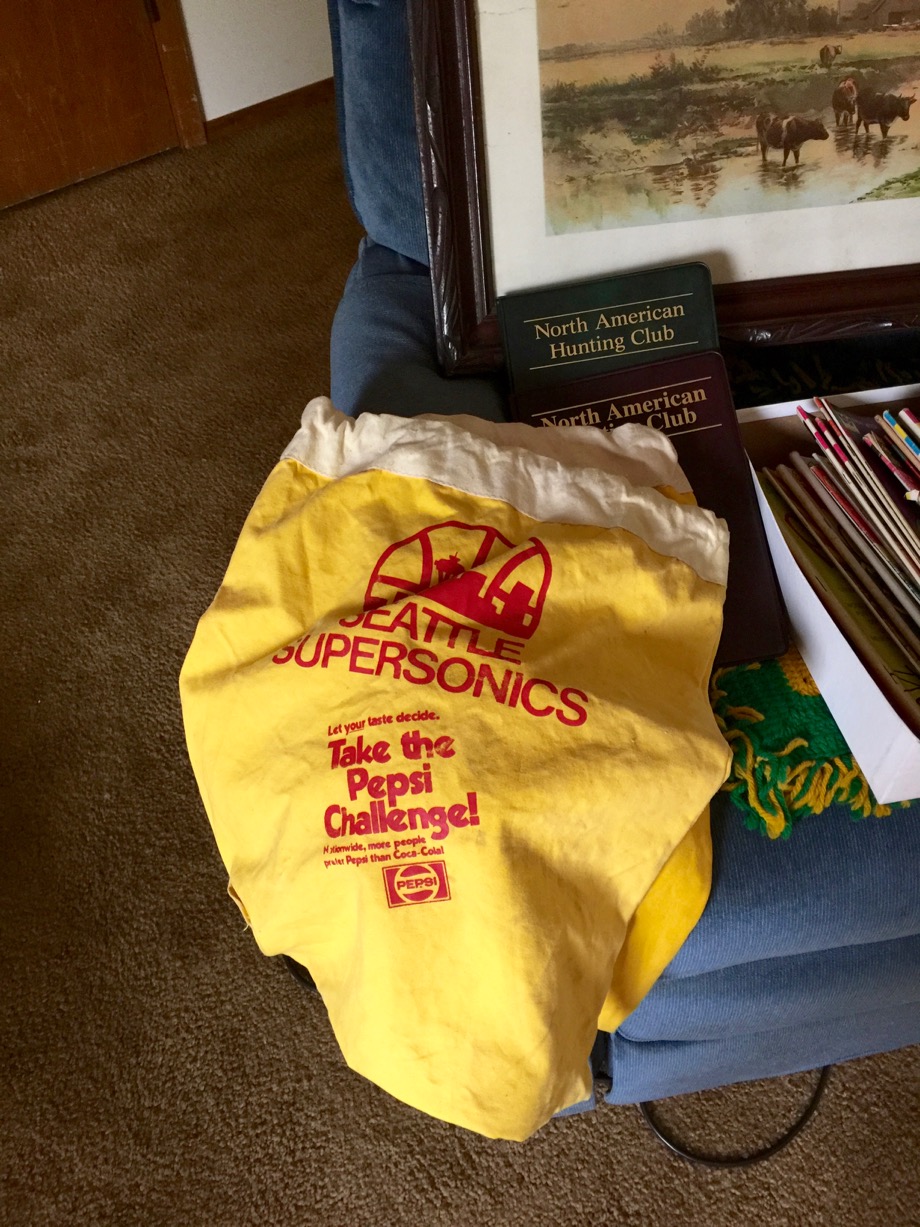 North American
Hunting Club
North American
Club
SEATTLE
SUPERSONICS
Let your taste decide.
Take the
Pepsi
Challenge!
Nationwide, more people
prefer Pepsi than Coca-Cola!
PEPSI